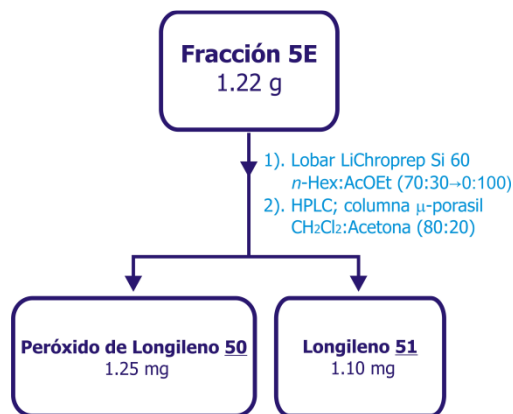 Fracción 5E
1.22 g
1). Lobar LiChroprep Si 60
n-Hex:AcOEt (70:30→0:100)
2). HPLC; columna µ-porasil
CH₂Cl₂:Acetona (80:20)
Peróxido de Longileno 50
1.25 mg
Longileno 51
1.10 mg